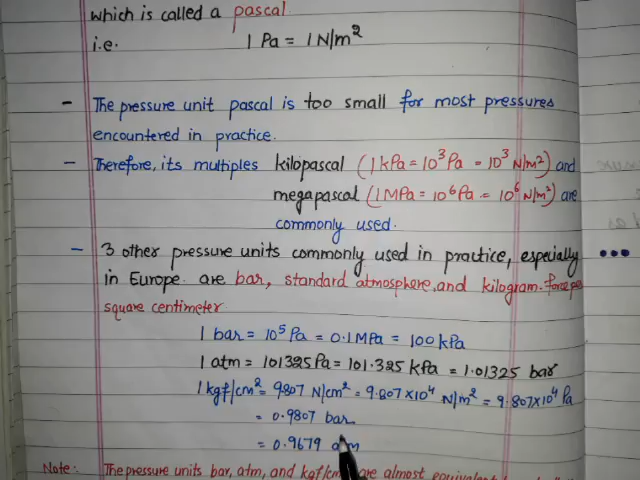 which is called a pascal
i.e. 1 Pa = 1 N/m²
- The pressure unit pascal is too small for most pressures
encountered in practice.
- Therefore, its multiples kilopascal (1 kPa = 10³ Pa = 10³ N/m²) and
megapascal (1 MPa = 10⁶ Pa = 10⁶ N/m²) are
commonly used.
- 3 other pressure units commonly used in practice, especially
in Europe are bar, standard atmosphere, and kilogram-force per
square centimeter
1 bar = 10⁵ Pa = 0.1 MPa = 100 kPa
1 atm = 101325 Pa = 101.325 kPa = 1.01325 bar
1 kgf/cm² = 9807 N/cm² = 9.807×10⁴ N/m² = 9.807×10⁴ Pa
= 0.9807 bar
= 0.9679 atm
Note: The pressure units bar, atm, and kgf/cm² are almost equivalent